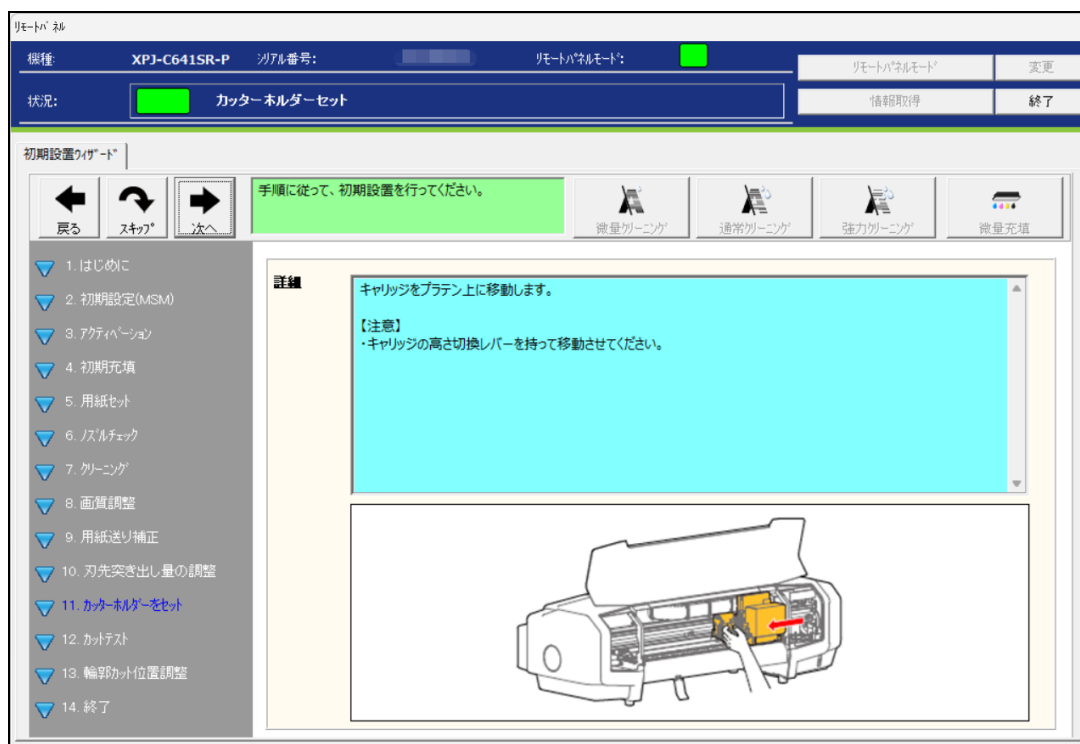 ﾘﾓｰﾄﾊﾟﾈﾙ
機種:
XPJ-C641SR-P
ｼﾘｱﾙ番号:
ﾘﾓｰﾄﾊﾟﾈﾙﾓｰﾄﾞ:
ﾘﾓｰﾄﾊﾟﾈﾙﾓｰﾄﾞ
変更
状況:
カッターホルダーセット
情報取得
終了
初期設置ｳｨｻﾞｰﾄﾞ
戻る
ｽｷｯﾌﾟ
次へ
手順に従って、初期設置を行ってください。
微量ｸﾘｰﾆﾝｸﾞ
通常ｸﾘｰﾆﾝｸﾞ
強力ｸﾘｰﾆﾝｸﾞ
微量充填
1. はじめに
2. 初期設定(MSM)
3. ｱｸﾃｨﾍﾞｰｼｮﾝ
4. 初期充填
5. 用紙ｾｯﾄ
6. ﾉｽﾞﾙﾁｪｯｸ
7. ｸﾘｰﾆﾝｸﾞ
8. 画質調整
9. 用紙送り補正
10. 刃先突き出し量の調整
11. ｶｯﾀｰﾎﾙﾀﾞｰをｾｯﾄ
12. ｶｯﾄﾃｽﾄ
13. 輪郭ｶｯﾄ位置調整
14. 終了
詳細
キャリッジをプラテン上に移動します。
【注意】
・キャリッジの高さ切換レバーを持って移動させてください。